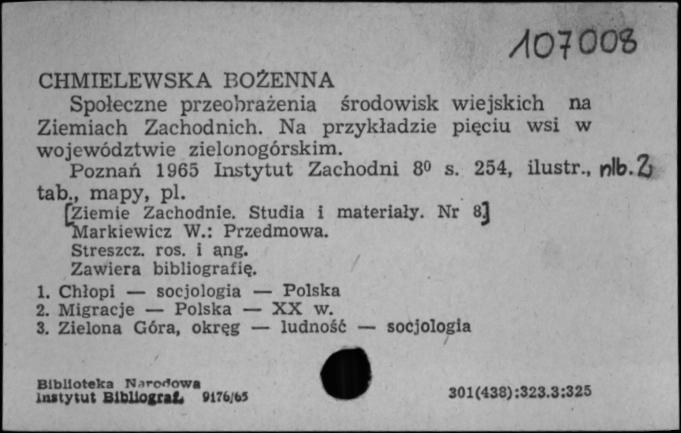 107008
CHMIELEWSKA BOŻENNA
Społeczne przeobrażenia środowisk wiejskich na
Ziemiach Zachodnich. Na przykładzie pięciu wsi w
województwie zielonogórskim.
Poznań 1965 Instytut Zachodni 8⁰ s. 254, ilustr., nlb. 2,
tab., mapy, pl.
[Ziemie Zachodnie. Studia i materiały. Nr 8]
Markiewicz W.: Przedmowa.
Streszcz. ros. i ang.
Zawiera bibliografię.
1. Chłopi — socjologia — Polska
2. Migracje — Polska — XX w.
3. Zielona Góra, okręg — ludność — socjologia
Biblioteka Narodowa
Instytut Bibliograf. 9176/65
301(438):323.3:325